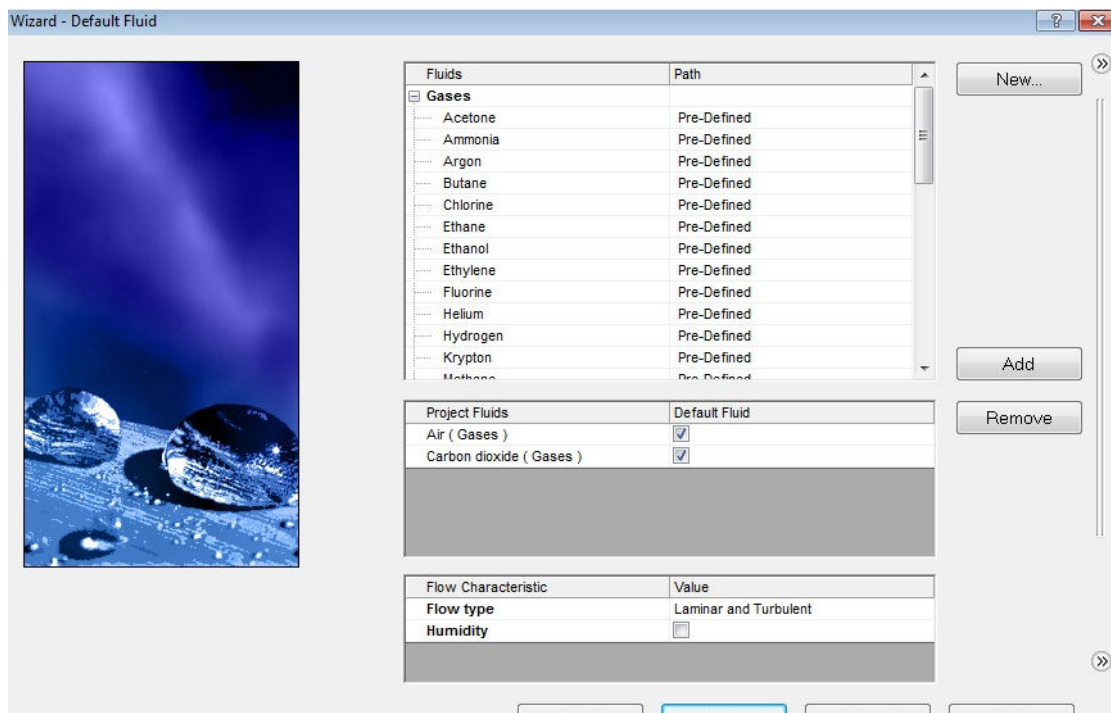 Wizard - Default Fluid
Fluids Path
Gases
Acetone Pre-Defined
Ammonia Pre-Defined
Argon Pre-Defined
Butane Pre-Defined
Chlorine Pre-Defined
Ethane Pre-Defined
Ethanol Pre-Defined
Ethylene Pre-Defined
Fluorine Pre-Defined
Helium Pre-Defined
Hydrogen Pre-Defined
Krypton Pre-Defined
Methane Pre-Defined
New...
Add
Remove
Project Fluids Default Fluid
Air ( Gases )
Carbon dioxide ( Gases )
Flow Characteristic Value
Flow type Laminar and Turbulent
Humidity